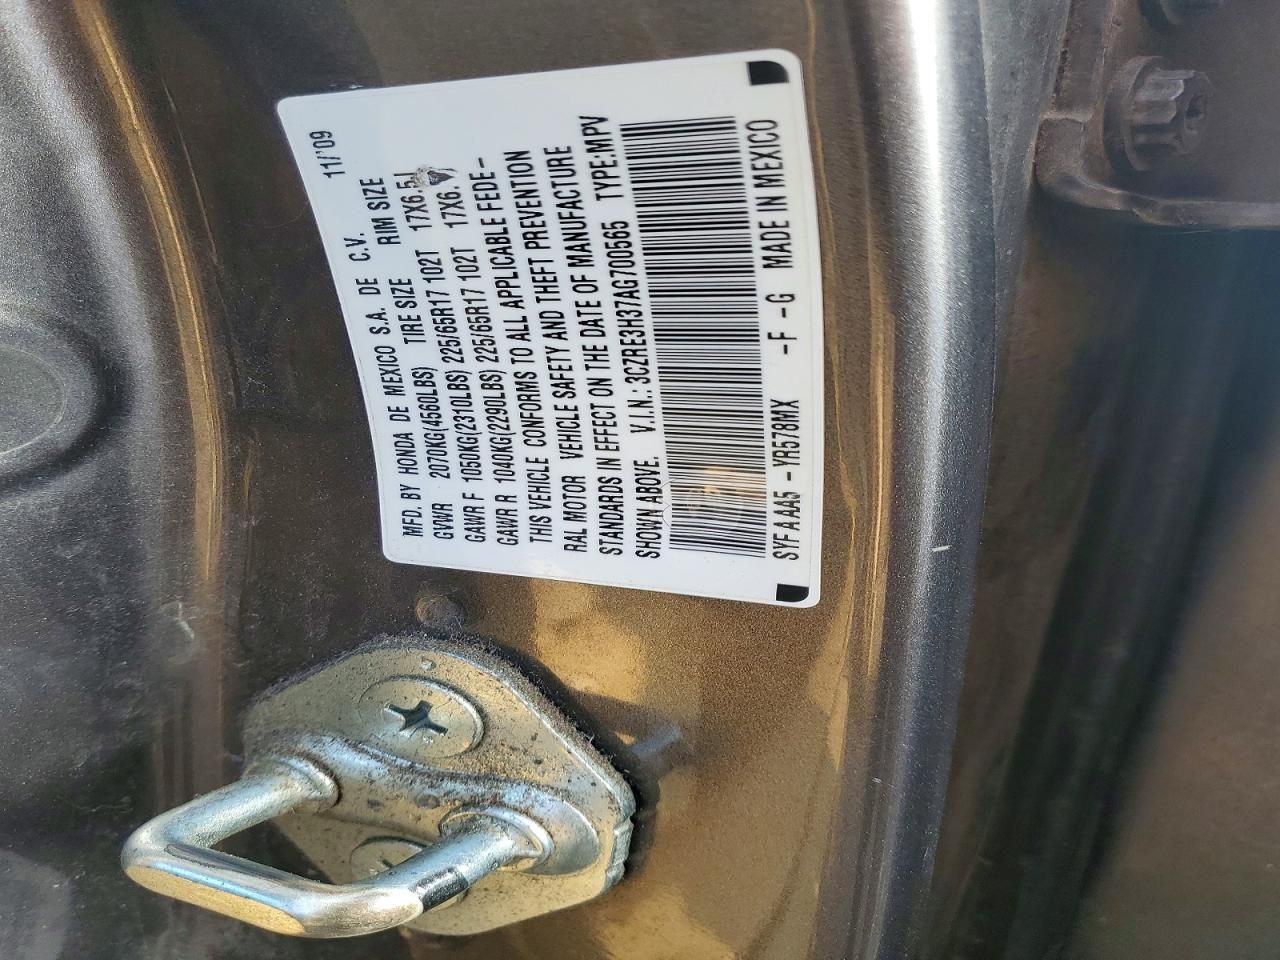 MFD. BY HONDA DE MEXICO S.A. DE C.V. 11/'09
GVWR 2070KG(4560LBS) TIRE SIZE RIM SIZE
GAWR F 1050KG(2310LBS) 225/65R17 102T 17X6.5J
GAWR R 1040KG(2290LBS) 225/65R17 102T 17X6.
THIS VEHICLE CONFORMS TO ALL APPLICABLE FEDE-
RAL MOTOR VEHICLE SAFETY AND THEFT PREVENTION
STANDARDS IN EFFECT ON THE DATE OF MANUFACTURE
SHOWN ABOVE. V.I.N.: 3CZRE3H37AG700565 TYPE:MPV
SYFAAA5 -YR578MX -F -G MADE IN MEXICO